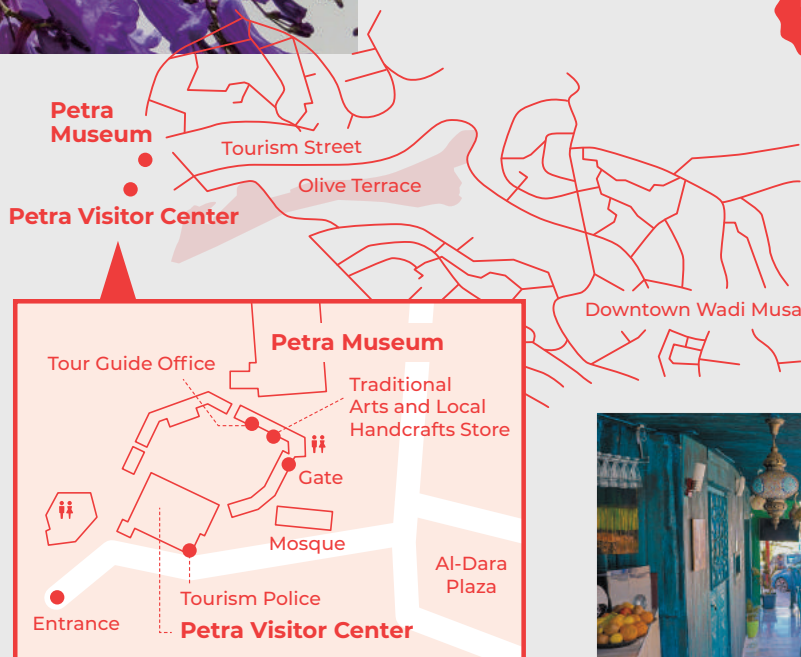 Petra
Museum
Tourism Street
Olive Terrace
Petra Visitor Center
Downtown Wadi Musa
Petra Museum
Tour Guide Office
Traditional
Arts and Local
Handcrafts Store
Gate
Mosque
Al-Dara
Plaza
Tourism Police
Entrance
Petra Visitor Center